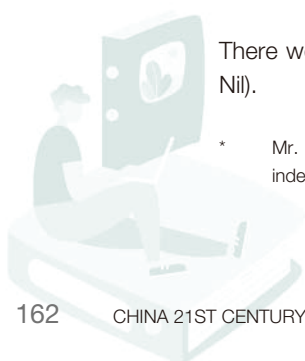 There we
Nil).
* Mr.
inde
162 CHINA 21ST CENTURY